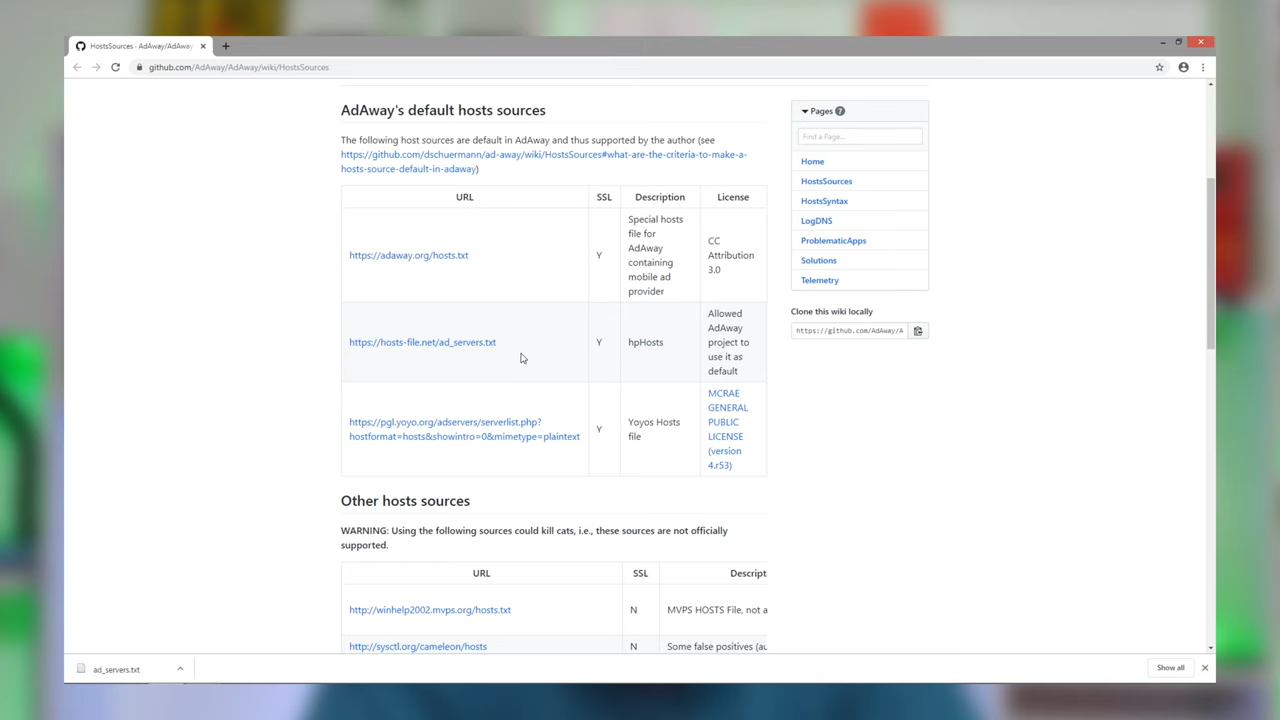 HostsSources · AdAway/AdAway
github.com/AdAway/AdAway/wiki/HostsSources
AdAway's default hosts sources
The following host sources are default in AdAway and thus supported by the author (see
https://github.com/dschuermann/ad-away/wiki/HostsSources#what-are-the-criteria-to-make-a-
hosts-source-default-in-adaway)
URL SSL Description License
https://adaway.org/hosts.txt Y
Special hosts
file for
AdAway
containing
mobile ad
provider
CC
Attribution
3.0
https://hosts-file.net/ad_servers.txt Y hpHosts
Allowed
AdAway
project to
use it as
default
https://pgl.yoyo.org/adservers/serverlist.php?
hostformat=hosts&showintro=0&mimetype=plaintext
Y
Yoyos Hosts
file
MCRAE
GENERAL
PUBLIC
LICENSE
(version
4.r53)
Other hosts sources
WARNING: Using the following sources could kill cats, i.e., these sources are not officially
supported.
URL SSL Descript
http://winhelp2002.mvps.org/hosts.txt N MVPS HOSTS File, not a
http://sysctl.org/cameleon/hosts N Some false positives (au
Pages 7
Find a Page...
Home
HostsSources
HostsSyntax
LogDNS
ProblematicApps
Solutions
Telemetry
Clone this wiki locally
https://github.com/AdAway/A
ad_servers.txt
Show all